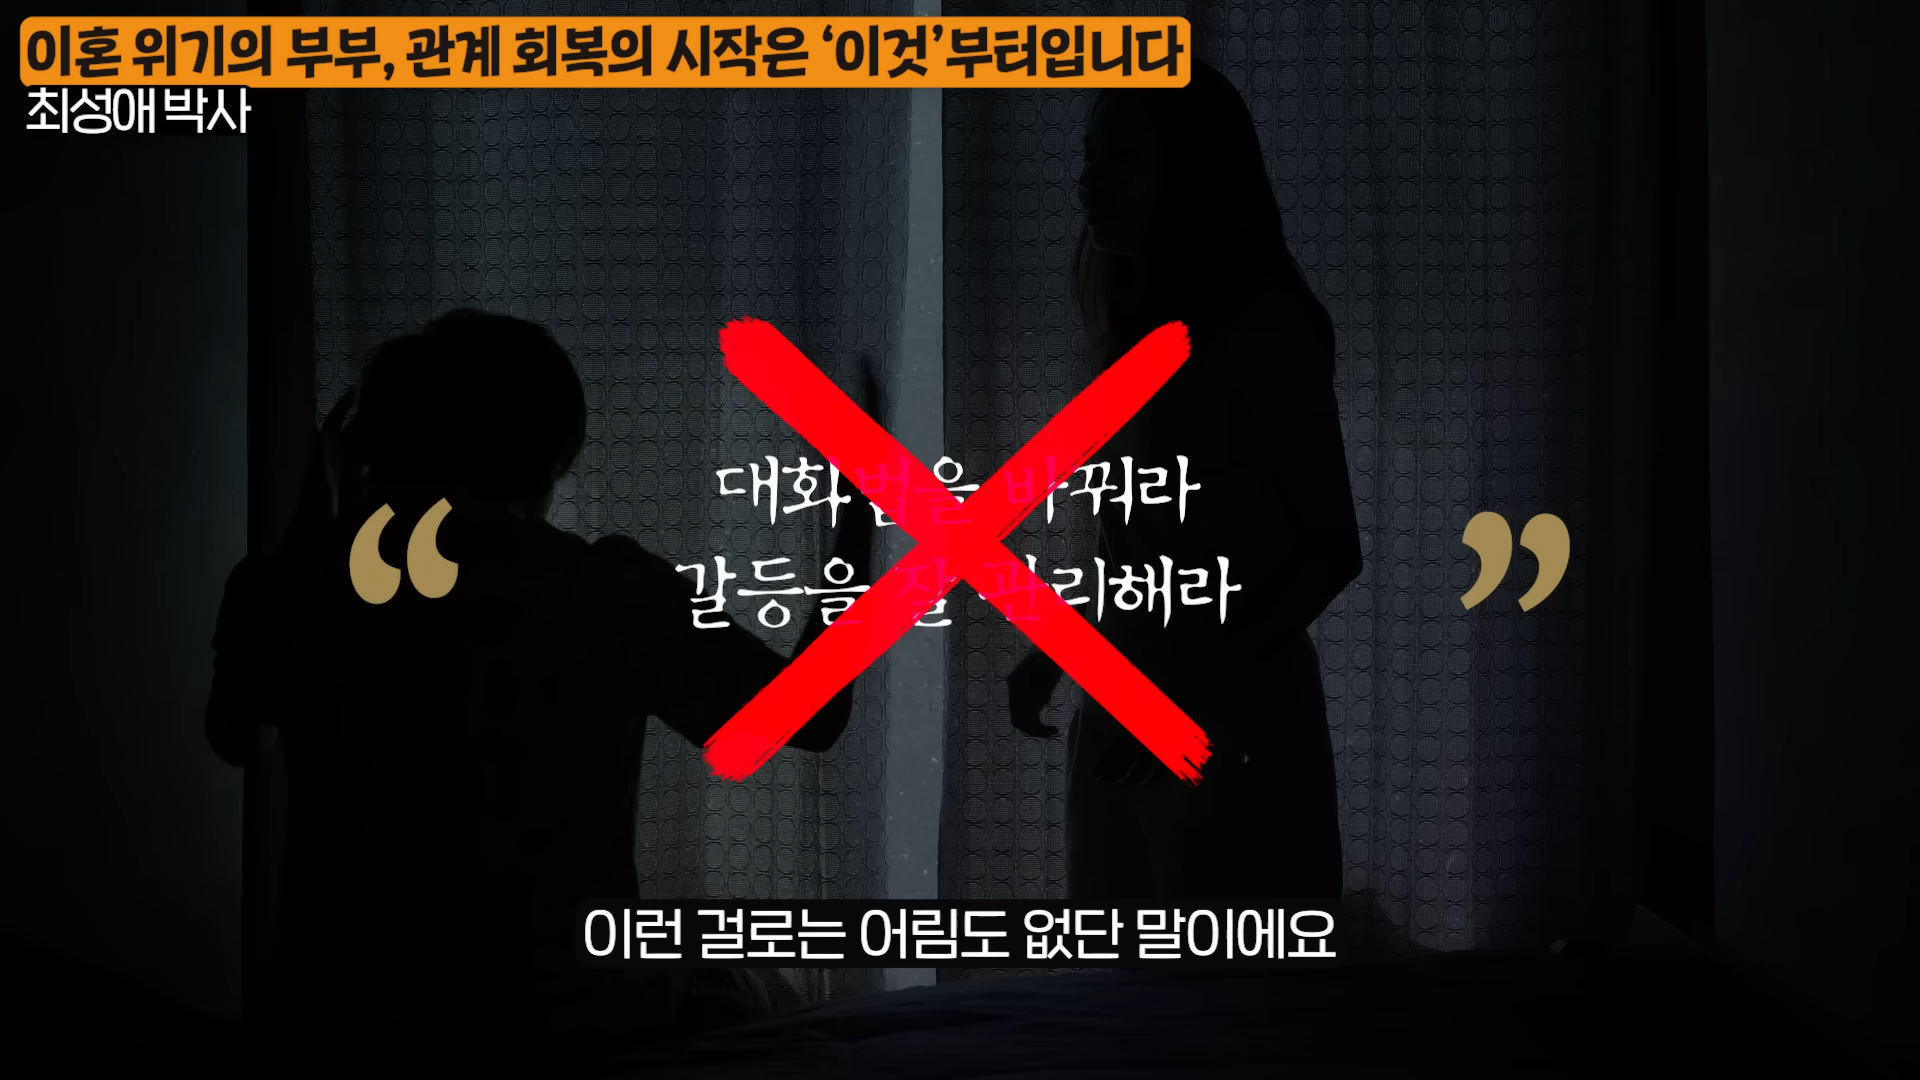 이혼 위기의 부부, 관계 회복의 시작은 ‘이것’부터입니다
최성애 박사
“대화법을 바꿔라
갈등을 잘 관리해라”
이런 걸로는 어림도 없단 말이에요